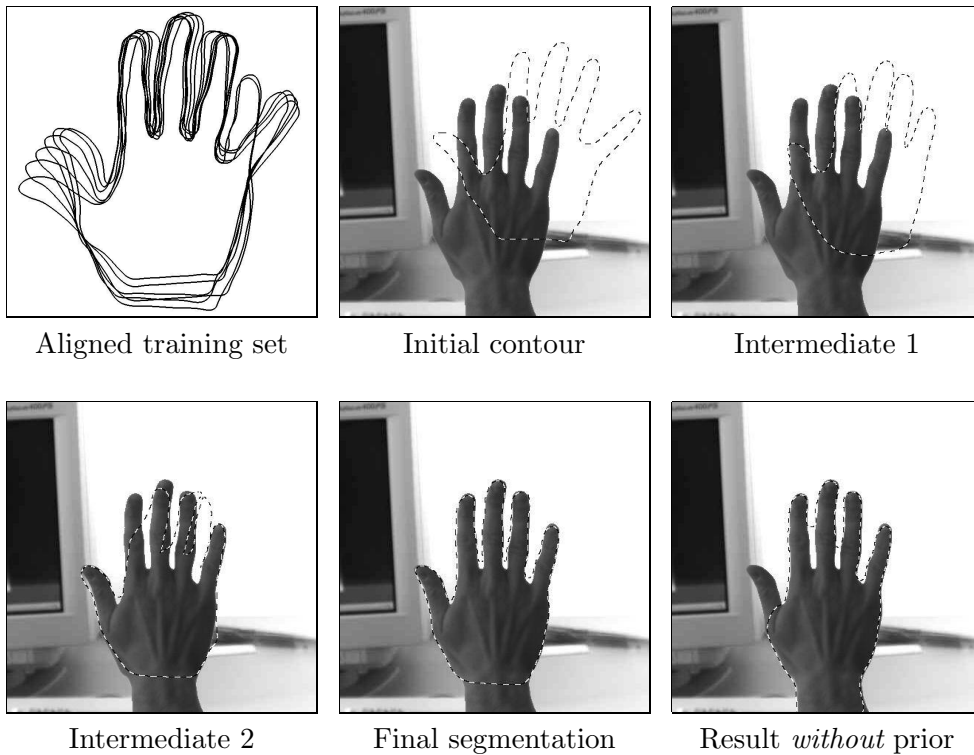 Aligned training set
Initial contour
Intermediate 1
Intermediate 2
Final segmentation
Result without prior